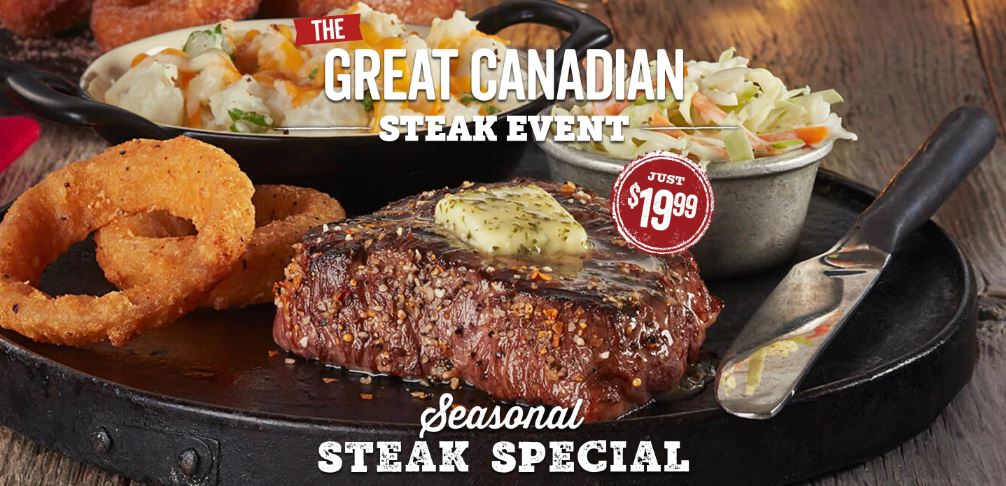 THE
GREAT CANADIAN
STEAK EVENT
JUST
$19.99
Seasonal
STEAK SPECIAL